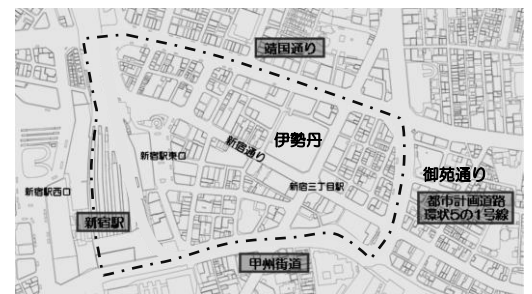 靖国通り
伊勢丹
新宿通り
新宿駅東口
御苑通り
新宿駅西口
新宿三丁目駅
都市計画道路
環状5の1号線
新宿駅
甲州街道